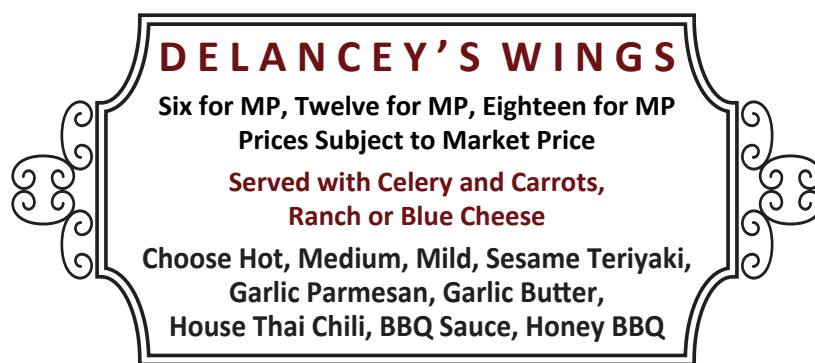 DELANCEY’S WINGS
Six for MP, Twelve for MP, Eighteen for MP
Prices Subject to Market Price
Served with Celery and Carrots,
Ranch or Blue Cheese
Choose Hot, Medium, Mild, Sesame Teriyaki,
Garlic Parmesan, Garlic Butter,
House Thai Chili, BBQ Sauce, Honey BBQ